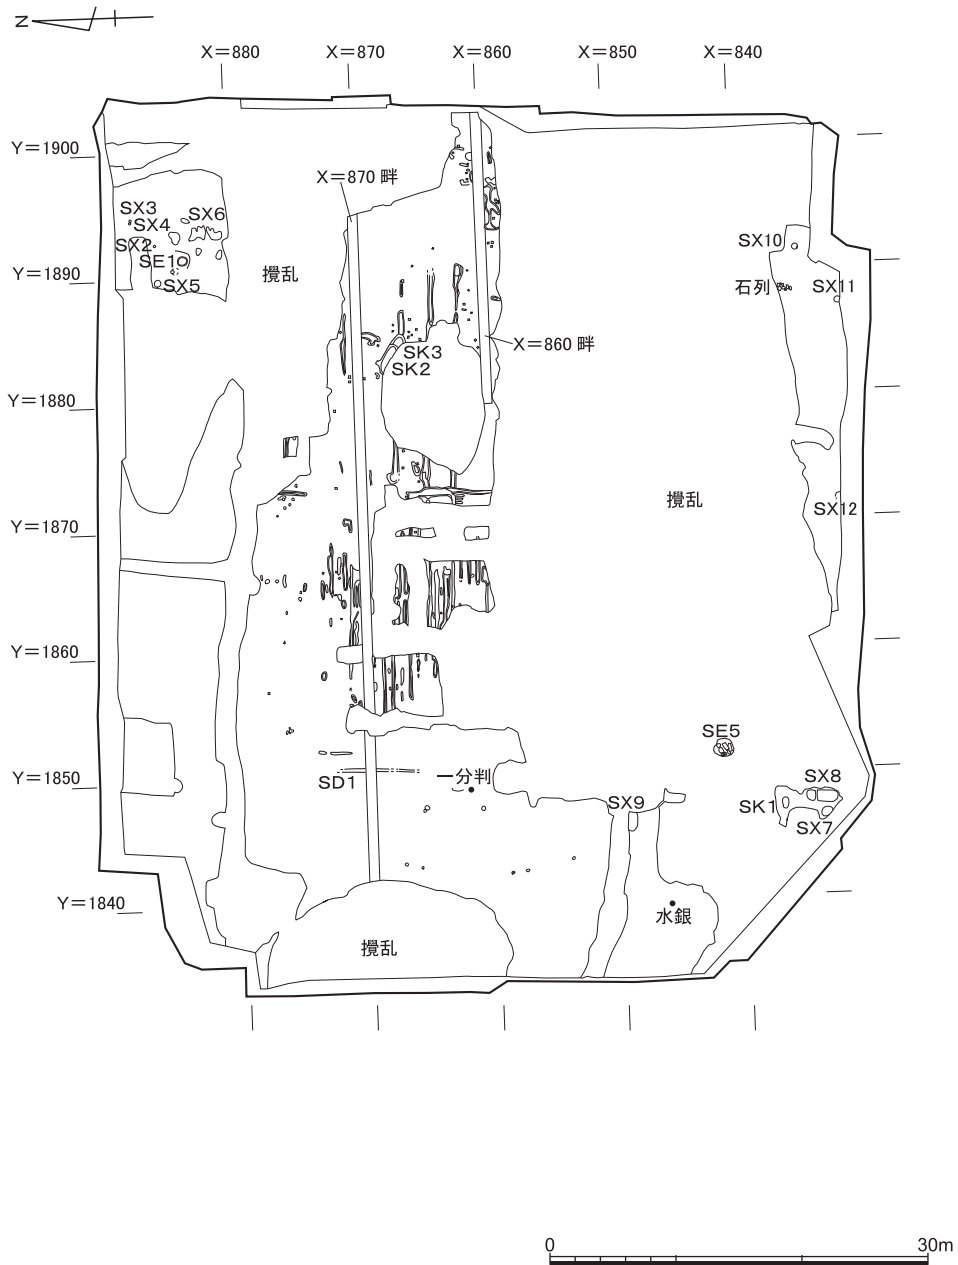 N
X=880 X=870 X=860 X=850 X=840
Y=1900
X=870 畔
SX3
SX6
SX4
SX2
SX10
SE1
攪乱
Y=1890
SX5
石列
SX11
X=860 畔
SK3
SK2
Y=1880
攪乱
SX12
Y=1870
Y=1860
SE5
Y=1850
SD1
一分判
SX8
SX9
SK1
SX7
Y=1840
水銀
攪乱
0 30m